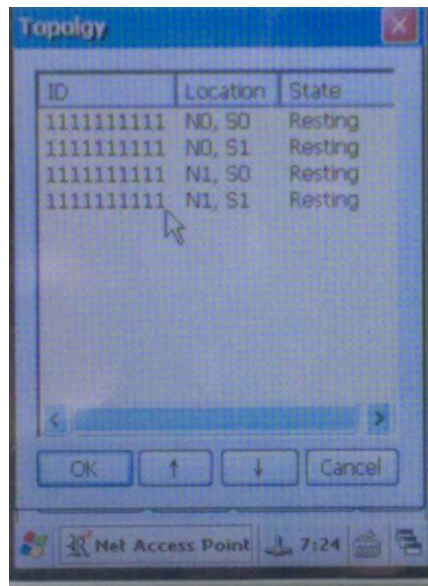 Topolgy
ID Location State
1111111111 N0, S0 Resting
1111111111 N0, S1 Resting
1111111111 N1, S0 Resting
1111111111 N1, S1 Resting
OK ↑ ↓ Cancel
Net Access Point 7:24